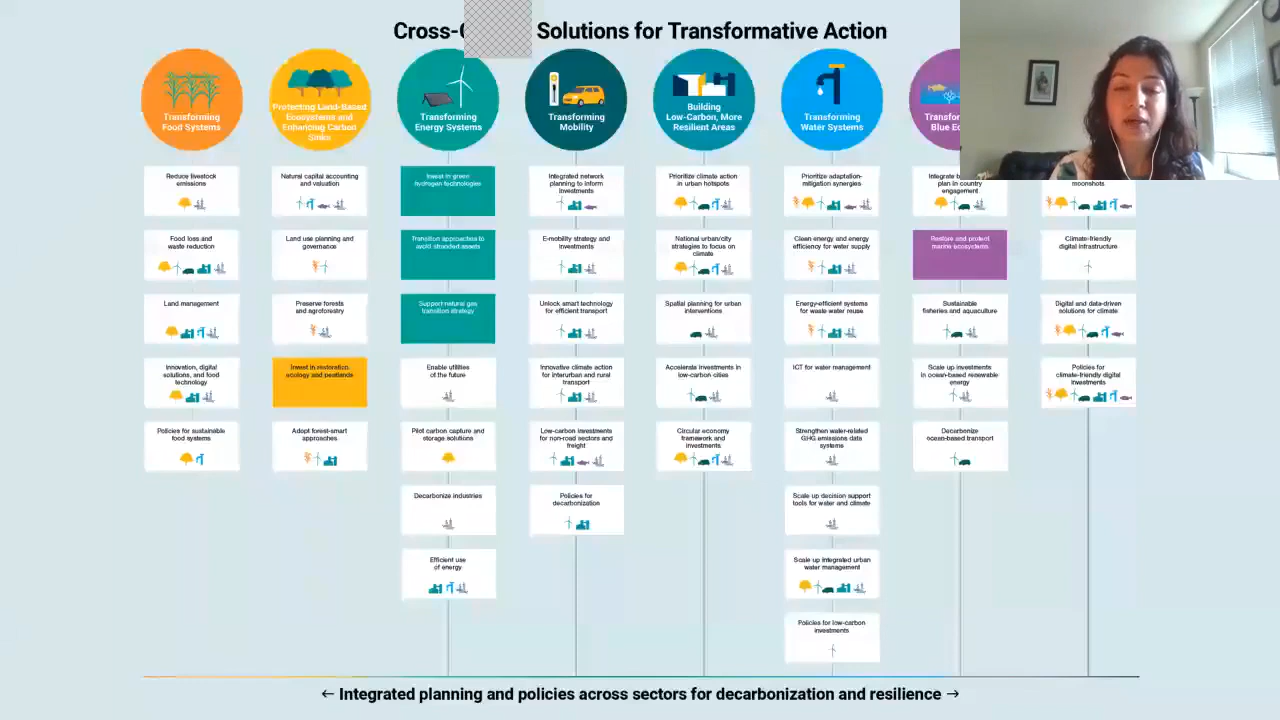 Cross-C Solutions for Transformative Action
Transforming
Food Systems
Protecting Land-Based
Ecosystems and
Enhancing Carbon
Sinks
Transforming
Energy Systems
Transforming
Mobility
Building
Low-Carbon, More
Resilient Areas
Transforming
Water Systems
Reduce livestock
emissions
Food loss and
waste reduction
Land management
Innovation, digital
solutions, and food
technology
Policies for sustainable
food systems
Natural capital accounting
and valuation
Land use planning and
governance
Preserve forests
and agroforestry
Invest in restoration
ecology and peatlands
Adopt forest-smart
approaches
Invest in green
hydrogen technologies
Transition approaches to
avoid stranded assets
Support natural gas
transition strategy
Enable utilities
of the future
Pilot carbon capture and
storage solutions
Decarbonize industries
Efficient use
of energy
Integrated network
planning to inform
investments
E-mobility strategy and
investments
Unlock smart technology
for efficient transport
Innovative climate action
for interurban and rural
transport
Low-carbon investments
for non-road sectors and
freight
Policies for
decarbonization
Prioritize climate action
in urban hotspots
National urban/city
strategies to focus on
climate
Spatial planning for urban
interventions
Accelerate investments in
low-carbon cities
Circular economy
framework and
investments
Prioritize adaptation-
mitigation synergies
Clean energy and energy
efficiency for water supply
Energy-efficient systems
for waste water reuse
ICT for water management
Strengthen water-related
GHG emissions data
systems
Scale up decision support
tools for water and climate
Scale up integrated urban
water management
Policies for low-carbon
investments
Integrate b
plan in country
engagement
Restore and protect
marine ecosystems
Sustainable
fisheries and aquaculture
Scale up investments
in ocean-based renewable
energy
Decarbonize
ocean-based transport
moonshots
Climate-friendly
digital infrastructure
Digital and data-driven
solutions for climate
Policies for
climate-friendly digital
investments
← Integrated planning and policies across sectors for decarbonization and resilience →